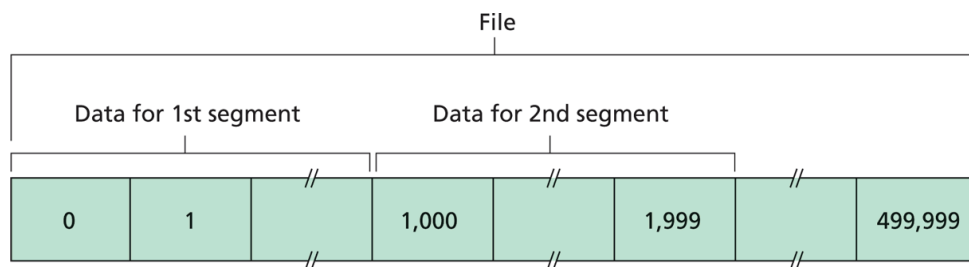 File
Data for 1st segment Data for 2nd segment
0 1 1,000 1,999 499,999